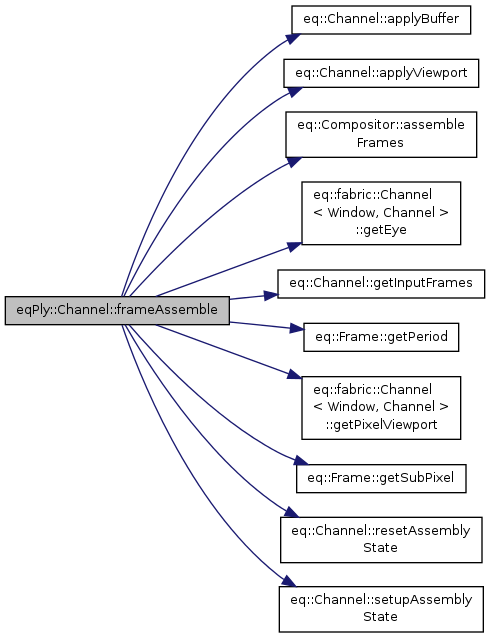 eq::Channel::applyBuffer
eq::Channel::applyViewport
eq::Compositor::assemble
Frames
eq::fabric::Channel
< Window, Channel >
::getEye
eq::Channel::getInputFrames
eqPly::Channel::frameAssemble
eq::Frame::getPeriod
eq::fabric::Channel
< Window, Channel >
::getPixelViewport
eq::Frame::getSubPixel
eq::Channel::resetAssembly
State
eq::Channel::setupAssembly
State